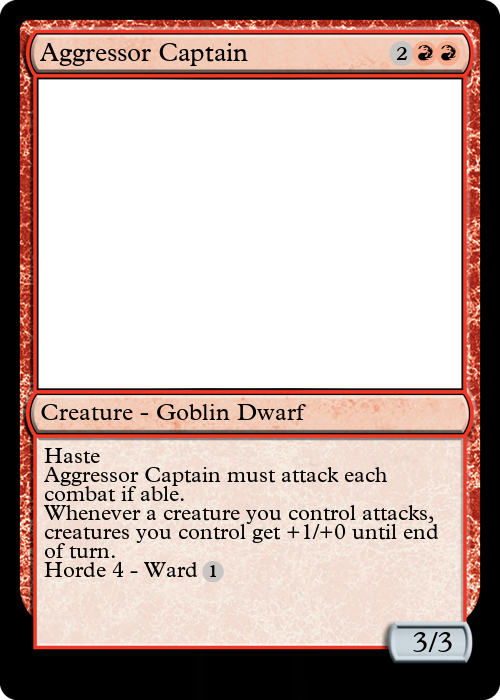 Aggressor Captain 2
Creature - Goblin Dwarf
Haste
Aggressor Captain must attack each
combat if able.
Whenever a creature you control attacks,
creatures you control get +1/+0 until end
of turn.
Horde 4 - Ward 1
3/3